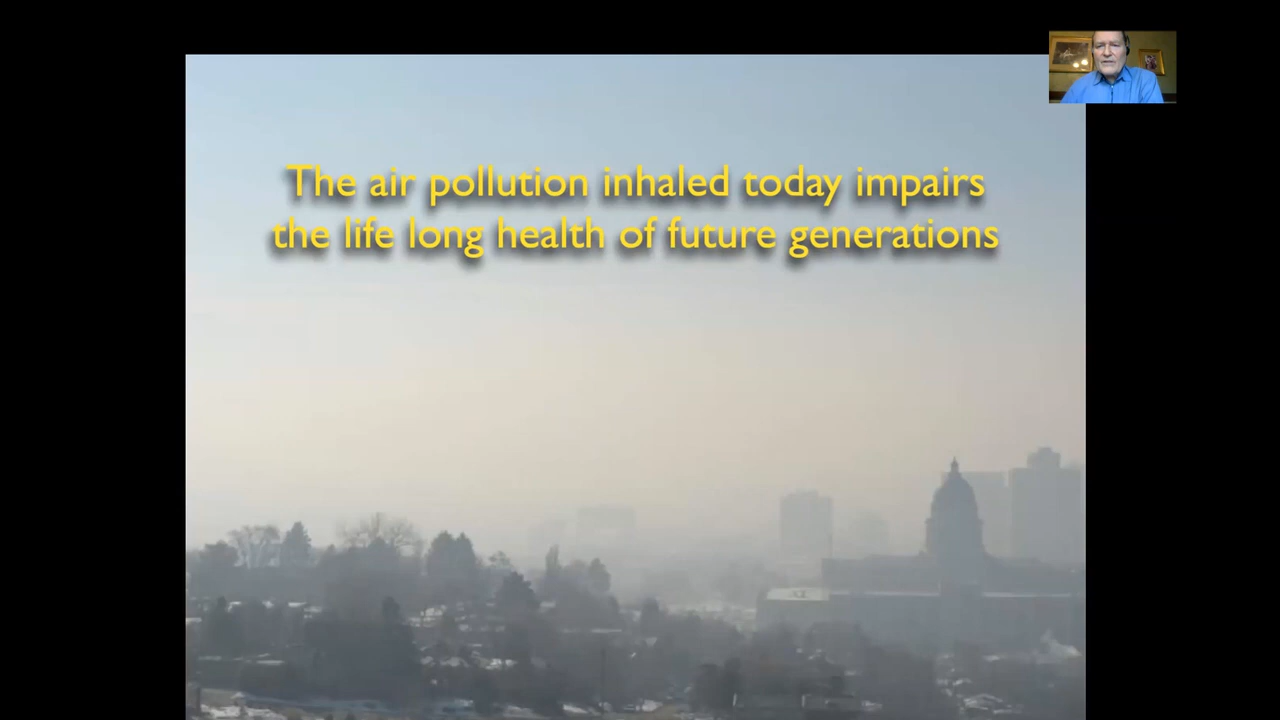 The air pollution inhaled today impairs
the life long health of future generations